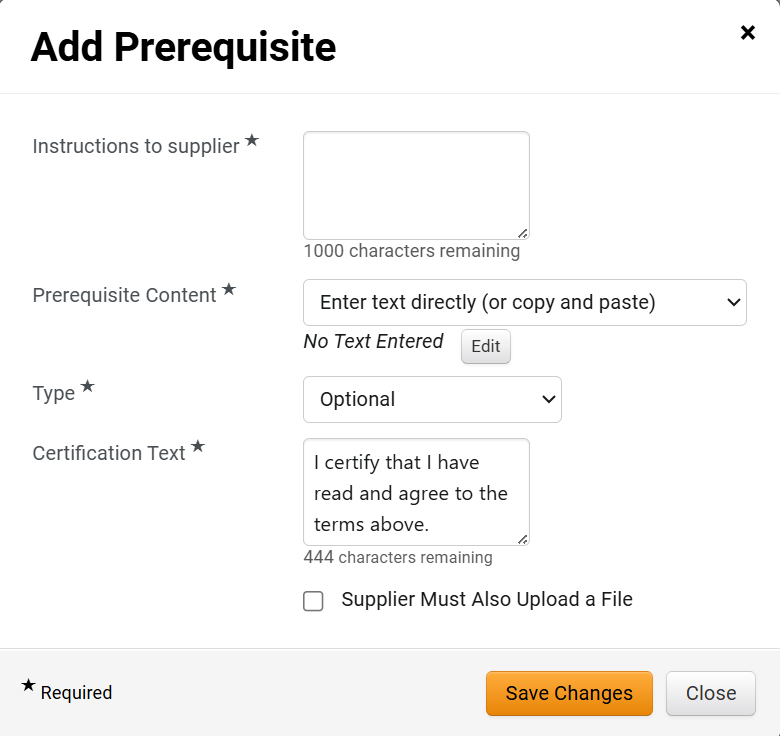 Add Prerequisite
×
Instructions to supplier ★
1000 characters remaining
Prerequisite Content ★
Enter text directly (or copy and paste)
No Text Entered
Edit
Type ★
Optional
Certification Text ★
I certify that I have
read and agree to the
terms above.
444 characters remaining
Supplier Must Also Upload a File
★ Required
Save Changes
Close